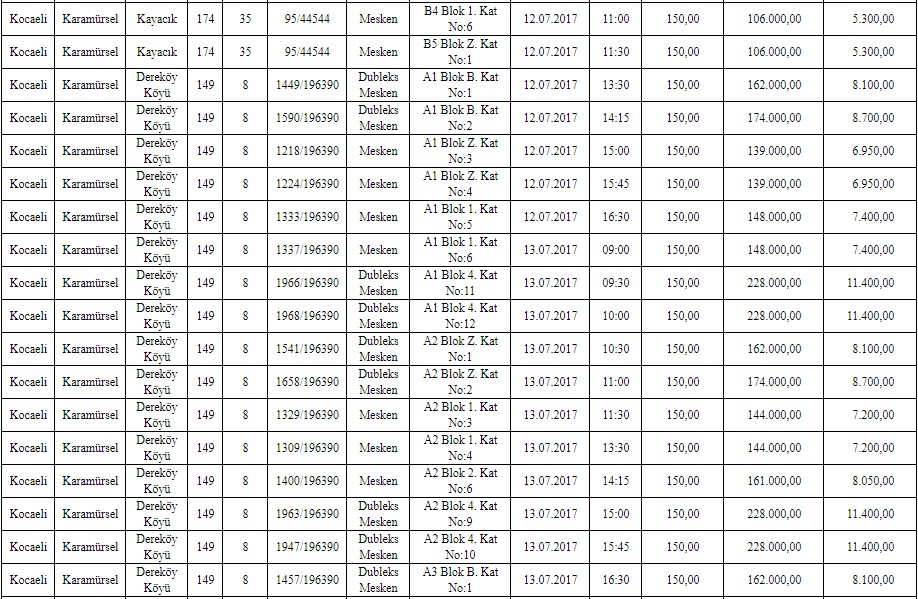 Kocaeli Karamürsel Kayacık 174 35 95/44544 Mesken B4 Blok 1. Kat No:6 12.07.2017 11:00 150,00 106.000,00 5.300,00
Kocaeli Karamürsel Kayacık 174 35 95/44544 Mesken B5 Blok Z. Kat No:1 12.07.2017 11:30 150,00 106.000,00 5.300,00
Kocaeli Karamürsel Dereköy Köyü 149 8 1449/196390 Dubleks Mesken A1 Blok B. Kat No:1 12.07.2017 13:30 150,00 162.000,00 8.100,00
Kocaeli Karamürsel Dereköy Köyü 149 8 1590/196390 Dubleks Mesken A1 Blok B. Kat No:2 12.07.2017 14:15 150,00 174.000,00 8.700,00
Kocaeli Karamürsel Dereköy Köyü 149 8 1218/196390 Mesken A1 Blok Z. Kat No:3 12.07.2017 15:00 150,00 139.000,00 6.950,00
Kocaeli Karamürsel Dereköy Köyü 149 8 1224/196390 Mesken A1 Blok Z. Kat No:4 12.07.2017 15:45 150,00 139.000,00 6.950,00
Kocaeli Karamürsel Dereköy Köyü 149 8 1333/196390 Mesken A1 Blok 1. Kat No:5 12.07.2017 16:30 150,00 148.000,00 7.400,00
Kocaeli Karamürsel Dereköy Köyü 149 8 1337/196390 Mesken A1 Blok 1. Kat No:6 13.07.2017 09:00 150,00 148.000,00 7.400,00
Kocaeli Karamürsel Dereköy Köyü 149 8 1966/196390 Dubleks Mesken A1 Blok 4. Kat No:11 13.07.2017 09:30 150,00 228.000,00 11.400,00
Kocaeli Karamürsel Dereköy Köyü 149 8 1968/196390 Dubleks Mesken A1 Blok 4. Kat No:12 13.07.2017 10:00 150,00 228.000,00 11.400,00
Kocaeli Karamürsel Dereköy Köyü 149 8 1541/196390 Dubleks Mesken A2 Blok Z. Kat No:1 13.07.2017 10:30 150,00 162.000,00 8.100,00
Kocaeli Karamürsel Dereköy Köyü 149 8 1658/196390 Dubleks Mesken A2 Blok Z. Kat No:2 13.07.2017 11:00 150,00 174.000,00 8.700,00
Kocaeli Karamürsel Dereköy Köyü 149 8 1329/196390 Mesken A2 Blok 1. Kat No:3 13.07.2017 11:30 150,00 144.000,00 7.200,00
Kocaeli Karamürsel Dereköy Köyü 149 8 1309/196390 Mesken A2 Blok 1. Kat No:4 13.07.2017 13:30 150,00 144.000,00 7.200,00
Kocaeli Karamürsel Dereköy Köyü 149 8 1400/196390 Mesken A2 Blok 2. Kat No:6 13.07.2017 14:15 150,00 161.000,00 8.050,00
Kocaeli Karamürsel Dereköy Köyü 149 8 1963/196390 Dubleks Mesken A2 Blok 4. Kat No:9 13.07.2017 15:00 150,00 228.000,00 11.400,00
Kocaeli Karamürsel Dereköy Köyü 149 8 1947/196390 Dubleks Mesken A2 Blok 4. Kat No:10 13.07.2017 15:45 150,00 228.000,00 11.400,00
Kocaeli Karamürsel Dereköy Köyü 149 8 1457/196390 Dubleks Mesken A3 Blok B. Kat No:1 13.07.2017 16:30 150,00 162.000,00 8.100,00